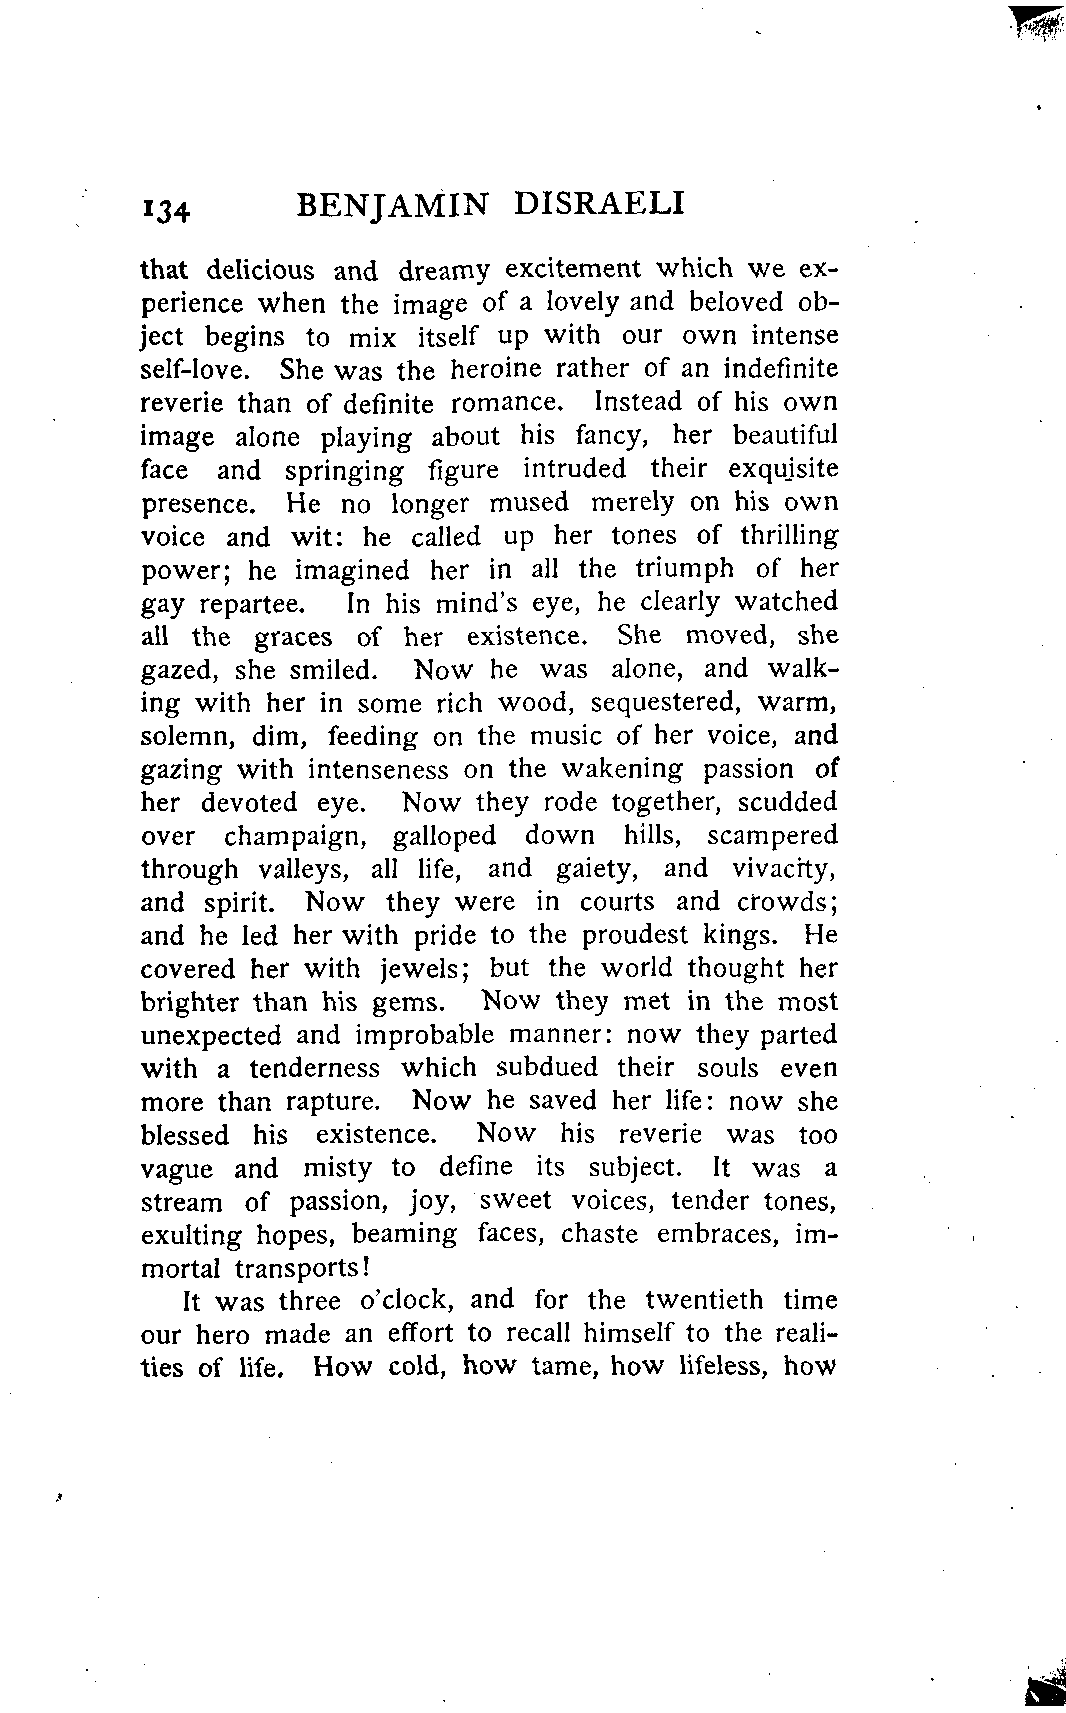 134 BENJAMIN DISRAELI
that delicious and dreamy excitement which we ex-
perience when the image of a lovely and beloved ob-
ject begins to mix itself up with our own intense
self-love. She was the heroine rather of an indefinite
reverie than of definite romance. Instead of his own
image alone playing about his fancy, her beautiful
face and springing figure intruded their exquisite
presence. He no longer mused merely on his own
voice and wit: he called up her tones of thrilling
power; he imagined her in all the triumph of her
gay repartee. In his mind's eye, he clearly watched
all the graces of her existence. She moved, she
gazed, she smiled. Now he was alone, and walk-
ing with her in some rich wood, sequestered, warm,
solemn, dim, feeding on the music of her voice, and
gazing with intenseness on the wakening passion of
her devoted eye. Now they rode together, scudded
over champaign, galloped down hills, scampered
through valleys, all life, and gaiety, and vivacity,
and spirit. Now they were in courts and crowds;
and he led her with pride to the proudest kings. He
covered her with jewels; but the world thought her
brighter than his gems. Now they met in the most
unexpected and improbable manner: now they parted
with a tenderness which subdued their souls even
more than rapture. Now he saved her life: now she
blessed his existence. Now his reverie was too
vague and misty to define its subject. It was a
stream of passion, joy, sweet voices, tender tones,
exulting hopes, beaming faces, chaste embraces, im-
mortal transports!
It was three o'clock, and for the twentieth time
our hero made an effort to recall himself to the reali-
ties of life. How cold, how tame, how lifeless, how